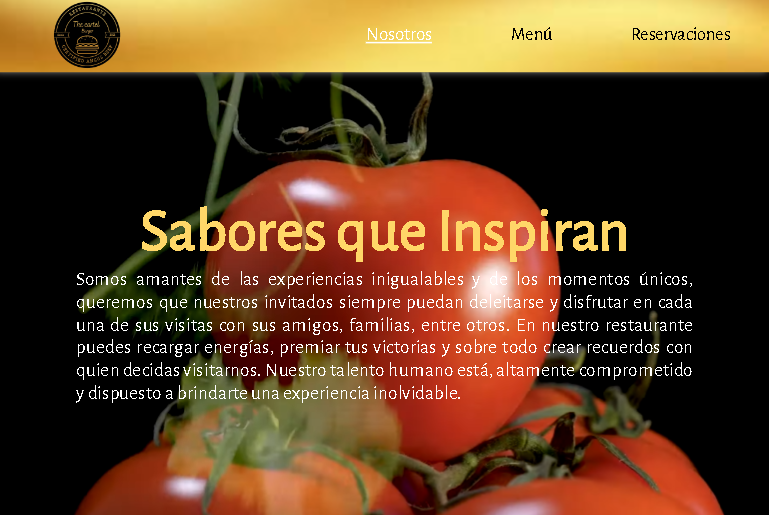 RESTAURANTE
The cartel
Burger
CERTIFIED ANGUS BEEF
Nosotros
Menú
Reservaciones
Sabores que Inspiran
Somos amantes de las experiencias inigualables y de los momentos únicos,
queremos que nuestros invitados siempre puedan deleitarse y disfrutar en cada
una de sus visitas con sus amigos, familias, entre otros. En nuestro restaurante
puedes recargar energías, premiar tus victorias y sobre todo crear recuerdos con
quien decidas visitarnos. Nuestro talento humano está, altamente comprometido
y dispuesto a brindarte una experiencia inolvidable.